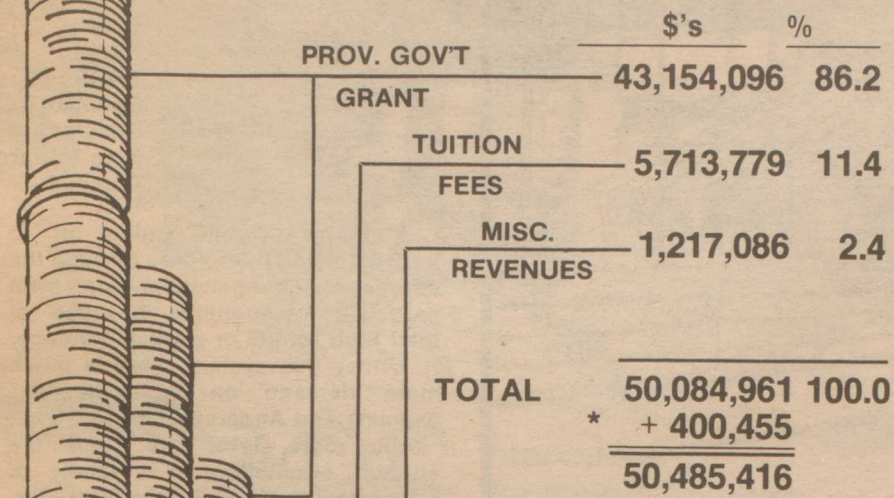 $'s %
PROV. GOV'T
GRANT 43,154,096 86.2
TUITION
FEES 5,713,779 11.4
MISC.
REVENUES 1,217,086 2.4
TOTAL 50,084,961 100.0
* + 400,455
50,485,416